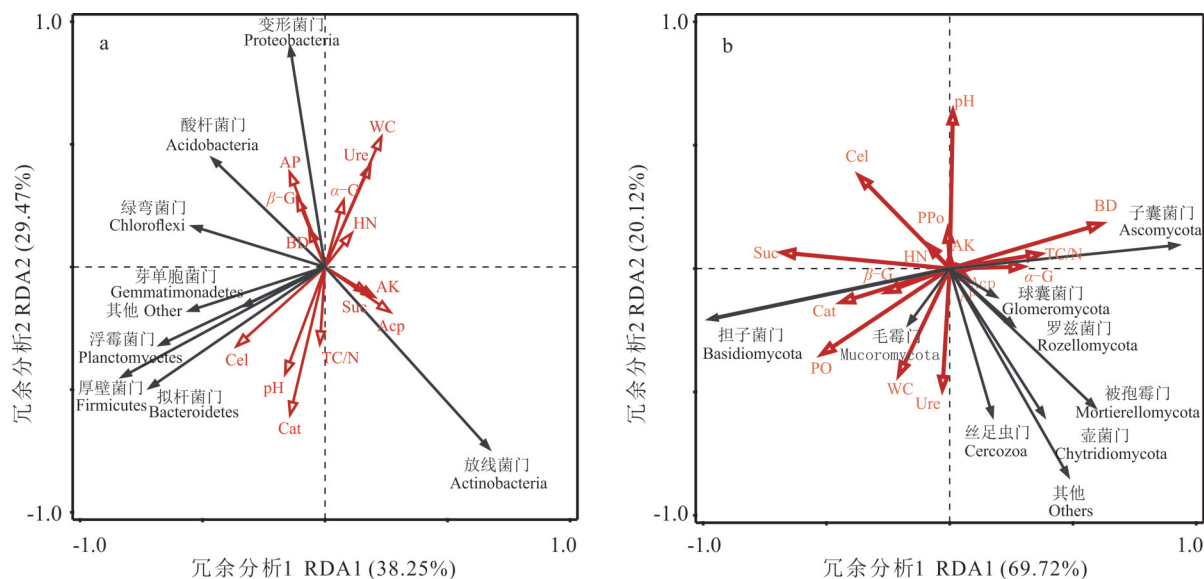 1.0
a
变形菌门
Proteobacteria
酸杆菌门
Acidobacteria
WC
Ure
AP
β-G
α-G
绿弯菌门
Chloroflexi
HN
BD
芽单胞菌门
Gemmatimonadetes
其他 Other
AK
Suc
Acp
浮霉菌门
Planctomycetes
Cel
TC/N
厚壁菌门
Firmicutes
拟杆菌门
Bacteroidetes
pH
Cat
放线菌门
Actinobacteria
-1.0
-1.0
1.0
冗余分析1 RDA1 (38.25%)
冗余分析2 RDA2 (29.47%)
1.0
b
pH
Cel
BD
子囊菌门
Ascomycota
PPo
HN
AK
TC/N
Suc
α-G
β-G
Acp
Cat
球囊菌门
Glomeromycota
罗兹菌门
Rozellomycota
担子菌门
Basidiomycota
毛霉门
Mucoromycota
PO
WC
Ure
被孢霉门
Mortierellomycota
丝足虫门
Cercozoa
壶菌门
Chytridiomycota
其他
Others
-1.0
-1.0
1.0
冗余分析1 RDA1 (69.72%)
冗余分析2 RDA2 (20.12%)